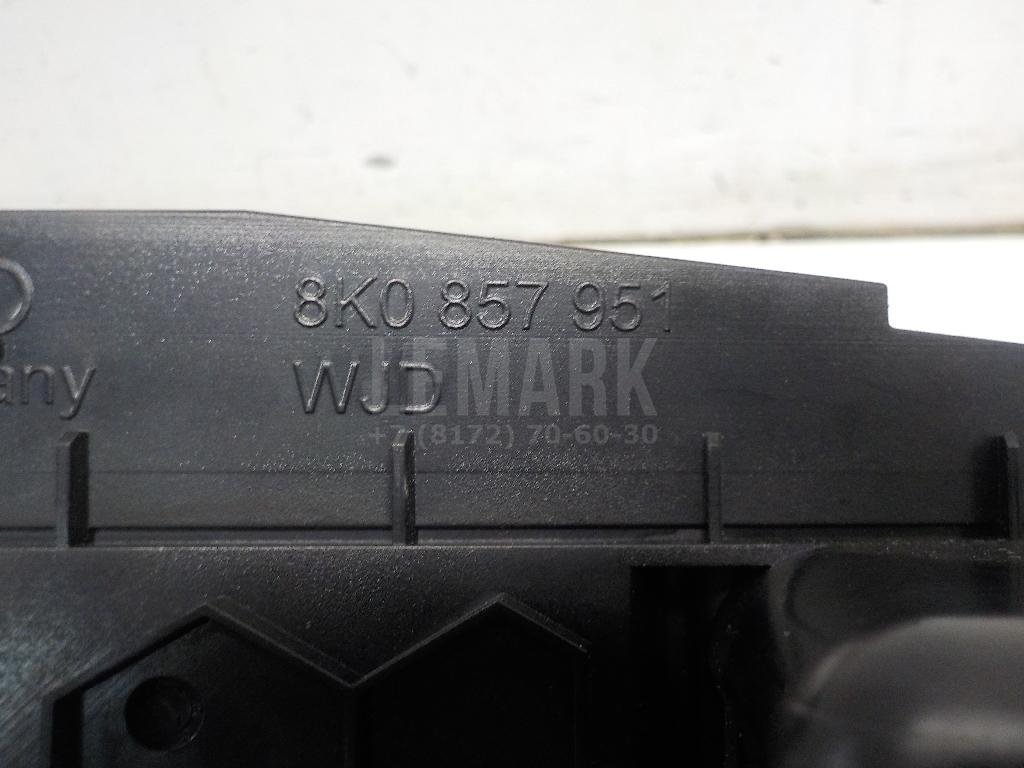 8K0 857 951
any
WJD
JEMARK
+7 (8172) 70-60-30